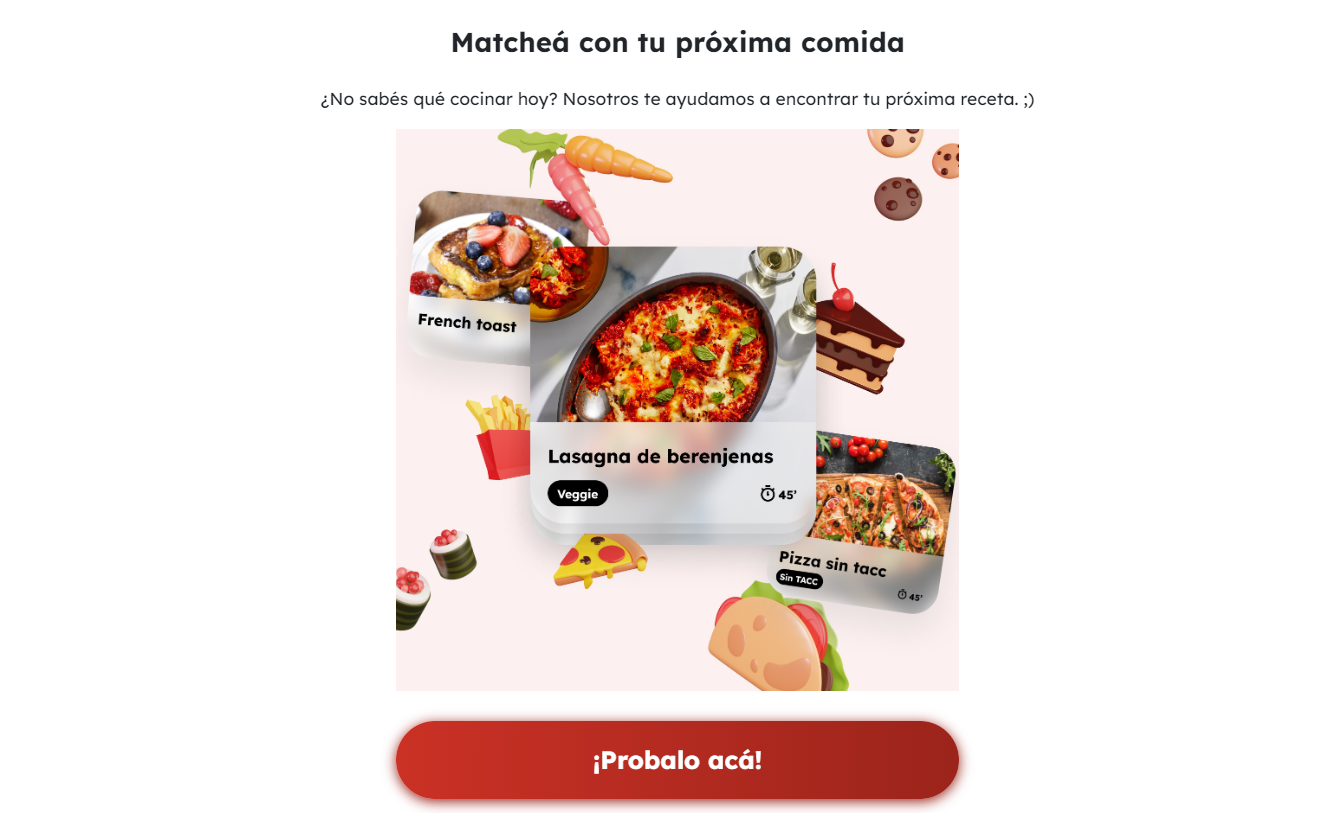 Matcheá con tu próxima comida
¿No sabés qué cocinar hoy? Nosotros te ayudamos a encontrar tu próxima receta. ;)
French toast
Lasagna de berenjenas
Veggie
45’
Pizza sin tacc
Sin TACC
45’
¡Probalo acá!